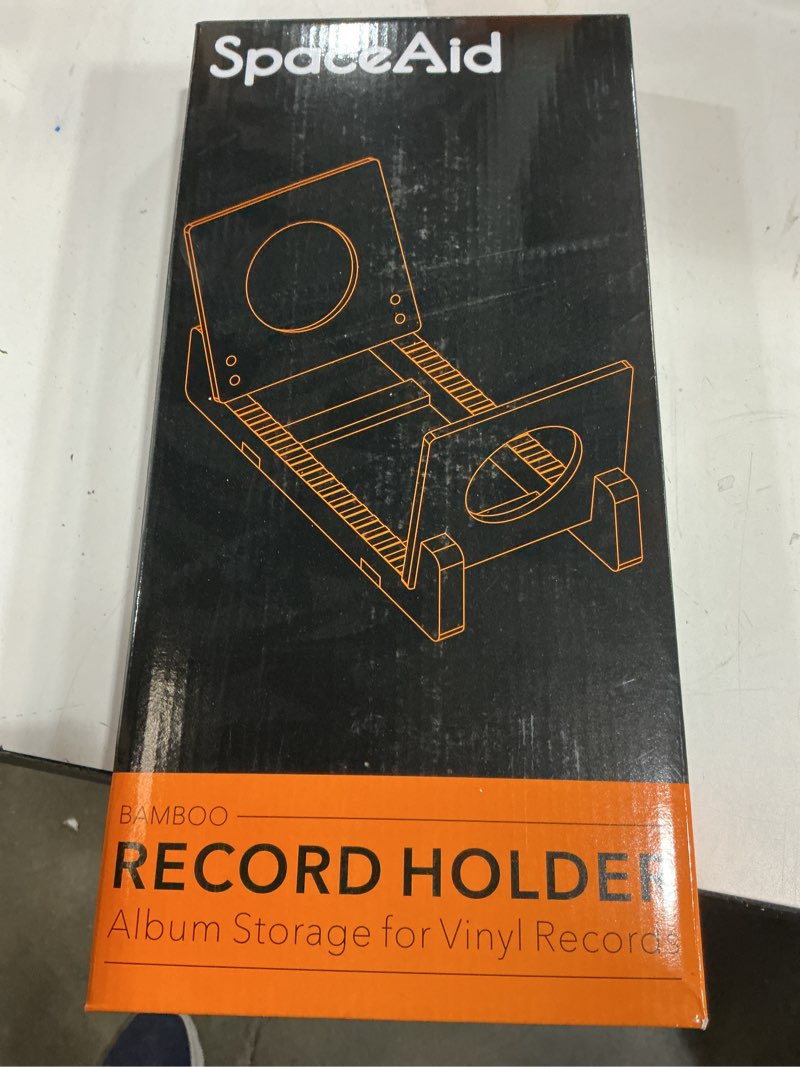 SpaceAid
BAMBOO
RECORD HOLDER
Album Storage for Vinyl Records